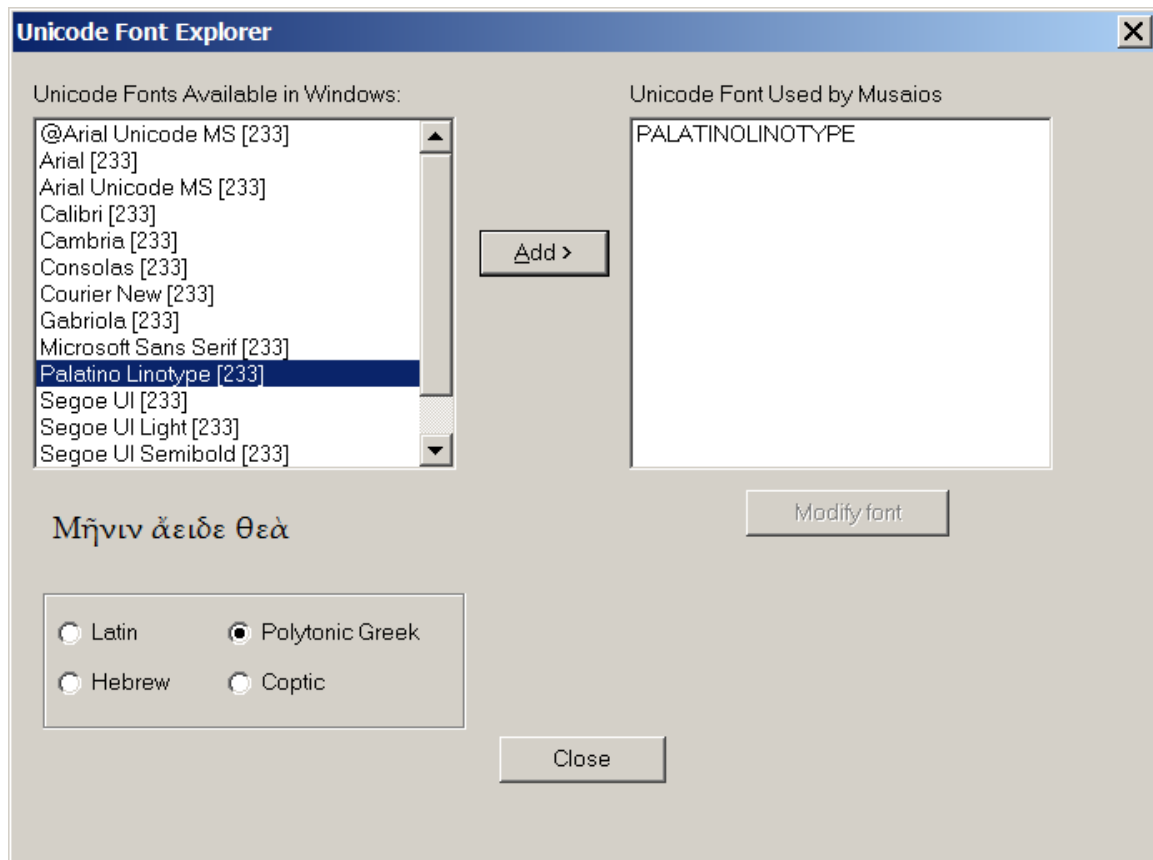 Unicode Font Explorer
Unicode Fonts Available in Windows:
@Arial Unicode MS [233]
Arial [233]
Arial Unicode MS [233]
Calibri [233]
Cambria [233]
Consolas [233]
Courier New [233]
Gabriola [233]
Microsoft Sans Serif [233]
Palatino Linotype [233]
Segoe UI [233]
Segoe UI Light [233]
Segoe UI Semibold [233]
Add >
Unicode Font Used by Musaios
PALATINOLINOTYPE
Modify font
Μῆνιν ἄειδε θεὰ
Latin
Polytonic Greek
Hebrew
Coptic
Close